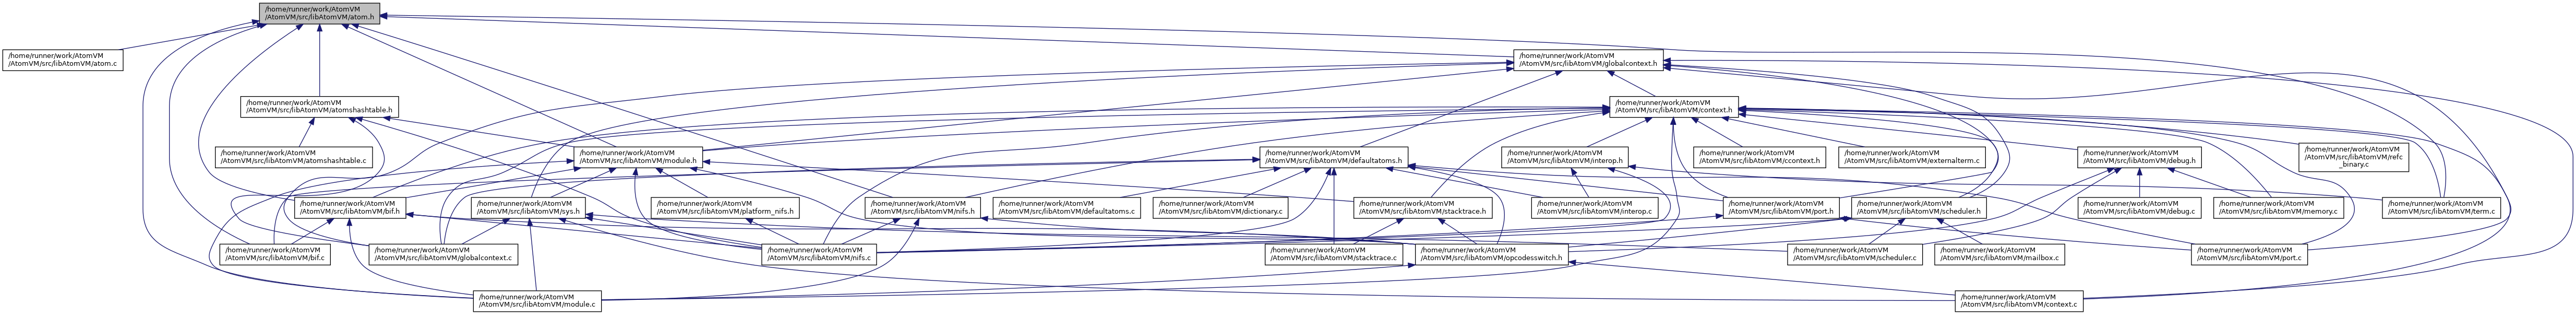 /home/runner/work/AtomVM
/AtomVM/src/libAtomVM/atom.h
/home/runner/work/AtomVM
/AtomVM/src/libAtomVM/atom.c
/home/runner/work/AtomVM
/AtomVM/src/libAtomVM/globalcontext.h
/home/runner/work/AtomVM
/AtomVM/src/libAtomVM/atomshashtable.h
/home/runner/work/AtomVM
/AtomVM/src/libAtomVM/context.h
/home/runner/work/AtomVM
/AtomVM/src/libAtomVM/atomshashtable.c
/home/runner/work/AtomVM
/AtomVM/src/libAtomVM/module.h
/home/runner/work/AtomVM
/AtomVM/src/libAtomVM/defaultatoms.h
/home/runner/work/AtomVM
/AtomVM/src/libAtomVM/interop.h
/home/runner/work/AtomVM
/AtomVM/src/libAtomVM/ccontext.h
/home/runner/work/AtomVM
/AtomVM/src/libAtomVM/externalterm.c
/home/runner/work/AtomVM
/AtomVM/src/libAtomVM/debug.h
/home/runner/work/AtomVM
/AtomVM/src/libAtomVM/refc
_binary.c
/home/runner/work/AtomVM
/AtomVM/src/libAtomVM/bif.h
/home/runner/work/AtomVM
/AtomVM/src/libAtomVM/sys.h
/home/runner/work/AtomVM
/AtomVM/src/libAtomVM/platform_nifs.h
/home/runner/work/AtomVM
/AtomVM/src/libAtomVM/nifs.h
/home/runner/work/AtomVM
/AtomVM/src/libAtomVM/defaultatoms.c
/home/runner/work/AtomVM
/AtomVM/src/libAtomVM/dictionary.c
/home/runner/work/AtomVM
/AtomVM/src/libAtomVM/stacktrace.h
/home/runner/work/AtomVM
/AtomVM/src/libAtomVM/interop.c
/home/runner/work/AtomVM
/AtomVM/src/libAtomVM/port.h
/home/runner/work/AtomVM
/AtomVM/src/libAtomVM/scheduler.h
/home/runner/work/AtomVM
/AtomVM/src/libAtomVM/debug.c
/home/runner/work/AtomVM
/AtomVM/src/libAtomVM/memory.c
/home/runner/work/AtomVM
/AtomVM/src/libAtomVM/term.c
/home/runner/work/AtomVM
/AtomVM/src/libAtomVM/bif.c
/home/runner/work/AtomVM
/AtomVM/src/libAtomVM/globalcontext.c
/home/runner/work/AtomVM
/AtomVM/src/libAtomVM/nifs.c
/home/runner/work/AtomVM
/AtomVM/src/libAtomVM/stacktrace.c
/home/runner/work/AtomVM
/AtomVM/src/libAtomVM/opcodesswitch.h
/home/runner/work/AtomVM
/AtomVM/src/libAtomVM/scheduler.c
/home/runner/work/AtomVM
/AtomVM/src/libAtomVM/mailbox.c
/home/runner/work/AtomVM
/AtomVM/src/libAtomVM/port.c
/home/runner/work/AtomVM
/AtomVM/src/libAtomVM/module.c
/home/runner/work/AtomVM
/AtomVM/src/libAtomVM/context.c